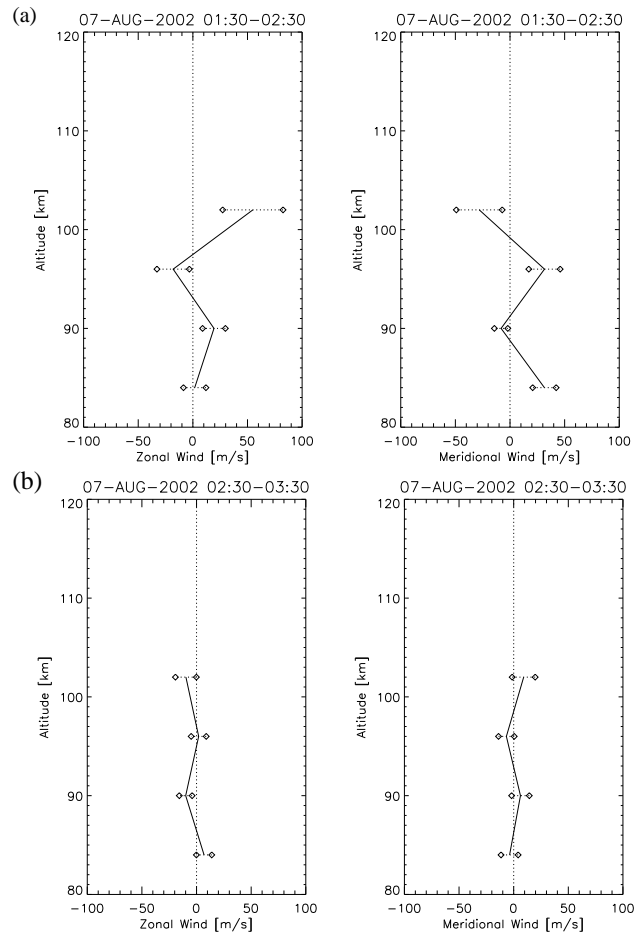 (a)
07-AUG-2002 01:30-02:30
120
110
100
90
80
Altitude [km]
-100 -50 0 50 100
Zonal Wind [m/s]
07-AUG-2002 01:30-02:30
120
110
100
90
80
Altitude [km]
-100 -50 0 50 100
Meridional Wind [m/s]
(b)
07-AUG-2002 02:30-03:30
120
110
100
90
80
Altitude [km]
-100 -50 0 50 100
Zonal Wind [m/s]
07-AUG-2002 02:30-03:30
120
110
100
90
80
Altitude [km]
-100 -50 0 50 100
Meridional Wind [m/s]